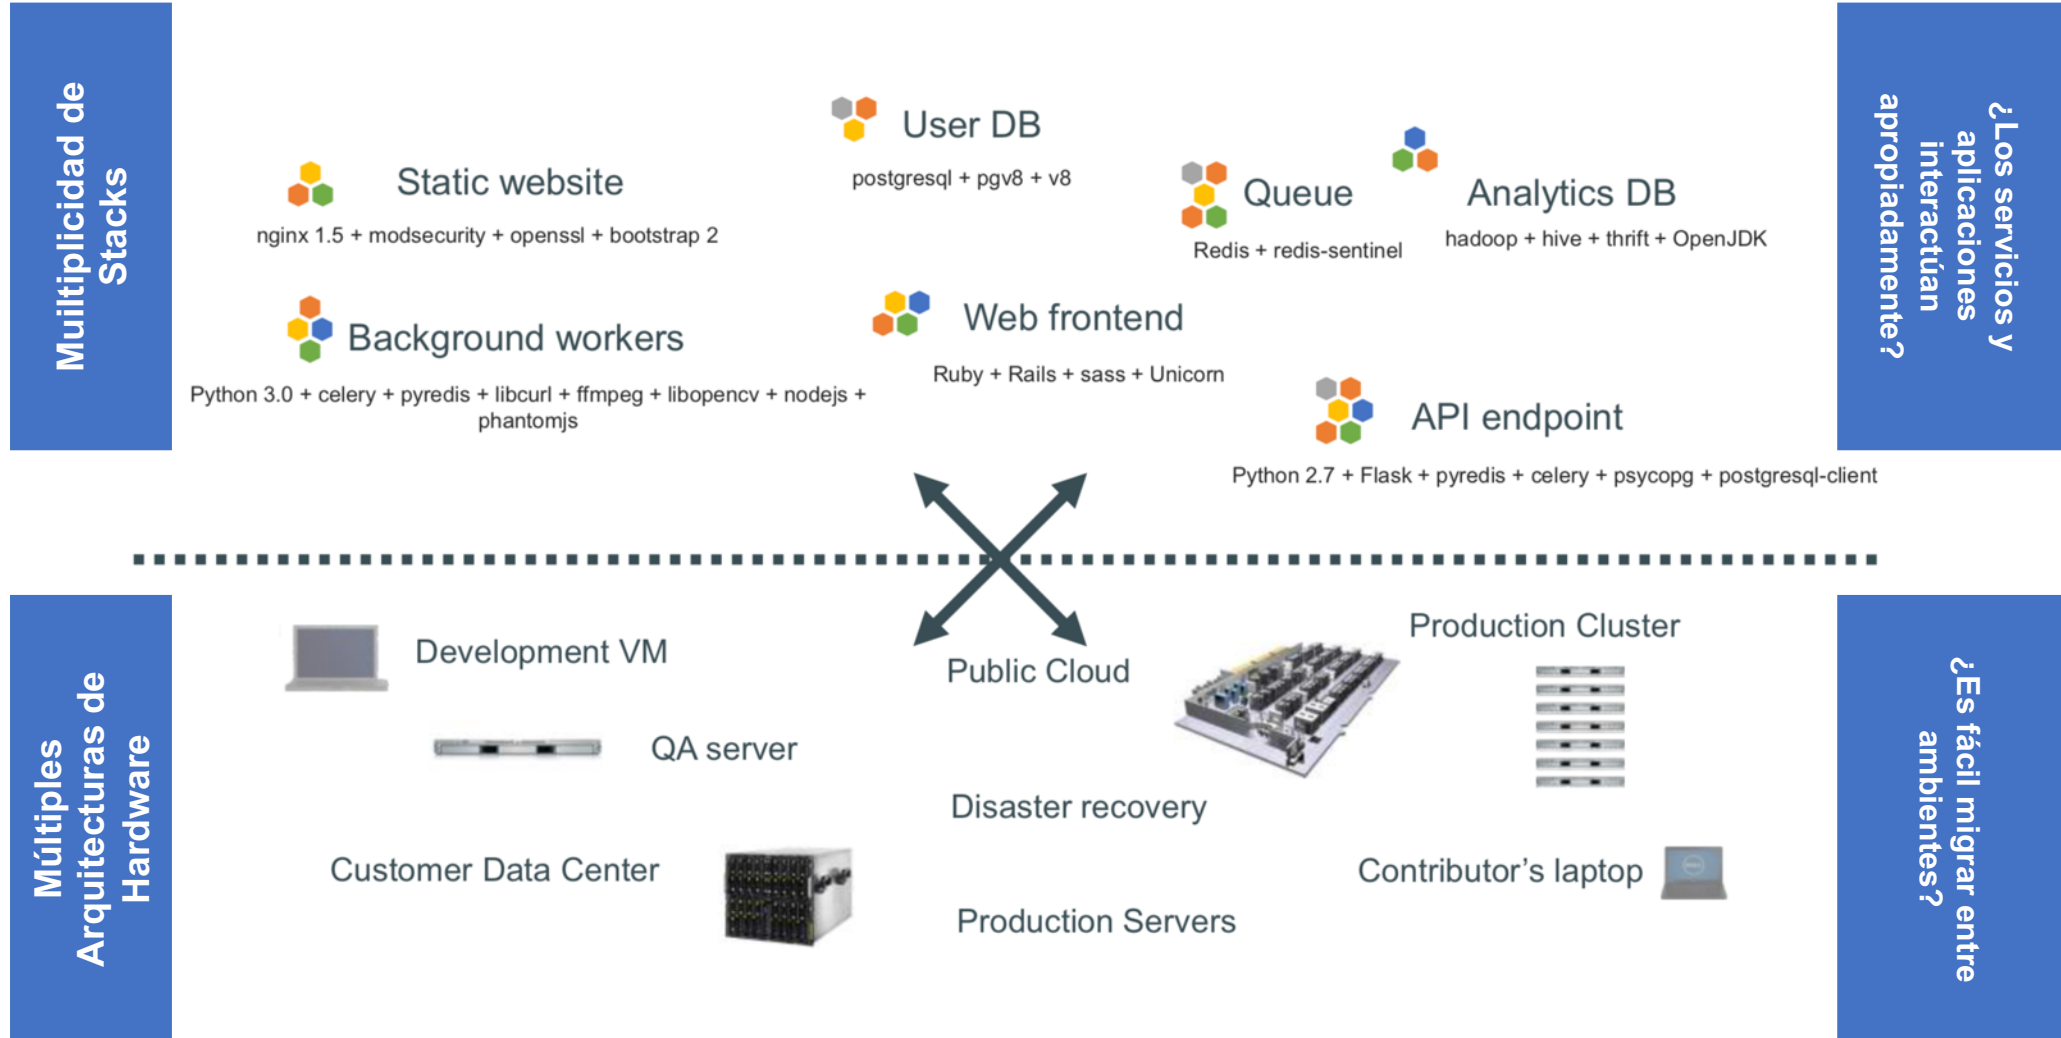 Muiltiplicidad de
Stacks
User DB
postgresql + pgv8 + v8
Static website
nginx 1.5 + modsecurity + openssl + bootstrap 2
Queue
Redis + redis-sentinel
Analytics DB
hadoop + hive + thrift + OpenJDK
Background workers
Python 3.0 + celery + pyredis + libcurl + ffmpeg + libopencv + nodejs +
phantomjs
Web frontend
Ruby + Rails + sass + Unicorn
API endpoint
Python 2.7 + Flask + pyredis + celery + psycopg + postgresql-client
¿Los servicios y
aplicaciones
interactúan
apropiadamente?
Múltiples
Arquitecturas de
Hardware
Development VM
Public Cloud
Production Cluster
QA server
Disaster recovery
Customer Data Center
Contributor’s laptop
Production Servers
¿Es fácil migrar entre
ambientes?